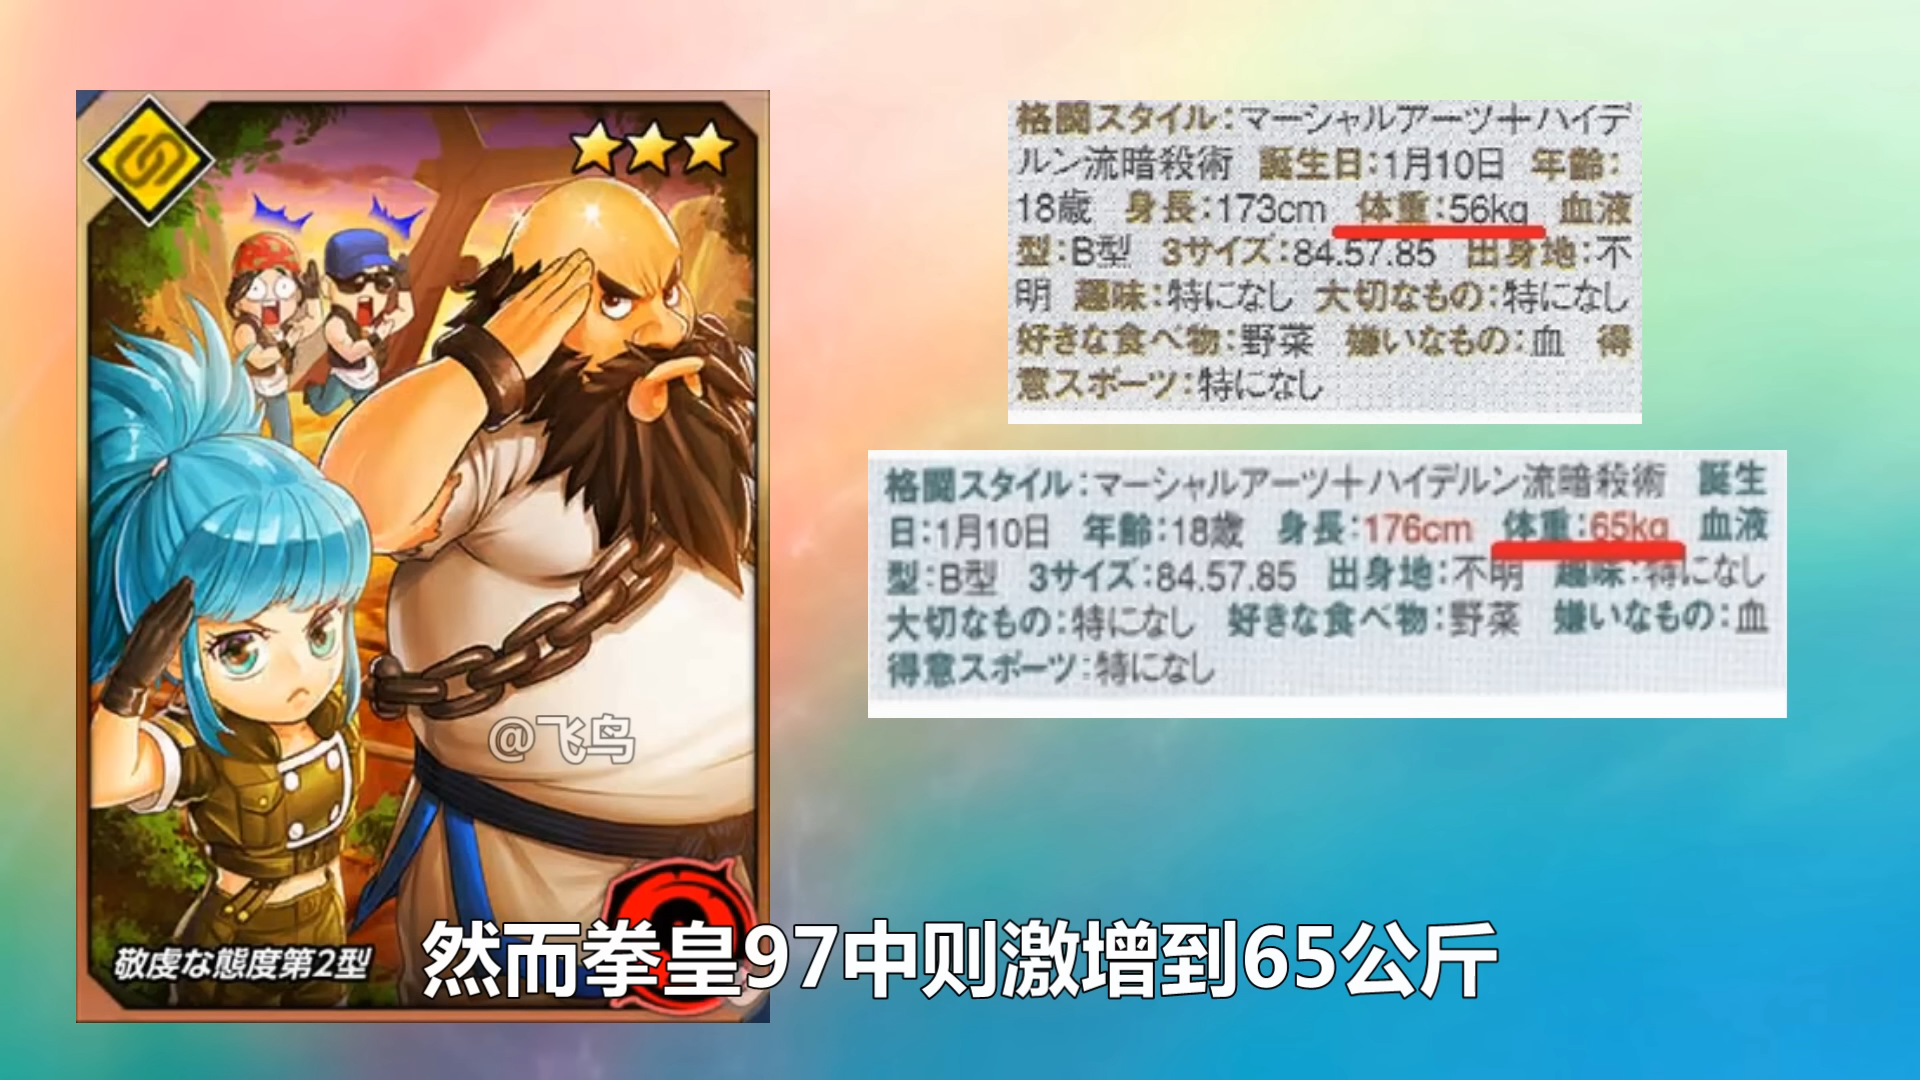 格闘スタイル:マーシャルアーツ+ハイデ
ルン流暗殺術 誕生日:1月10日 年齢:
18歳 身長:173cm 体重:56kg 血液
型:B型 3サイズ:84.57.85 出身地:不
明 趣味:特になし 大切なもの:特になし
好きな食べ物:野菜 嫌いなもの:血 得
意スポーツ:特になし
格闘スタイル:マーシャルアーツ+ハイデルン流暗殺術 誕生
日:1月10日 年齢:18歳 身長:176cm 体重:65kg 血液
型:B型 3サイズ:84.57.85 出身地:不明 趣味:特になし
大切なもの:特になし 好きな食べ物:野菜 嫌いなもの:血
得意スポーツ:特になし
@飞鸟
敬虔な態度第2型
然而拳皇97中则激增到65公斤